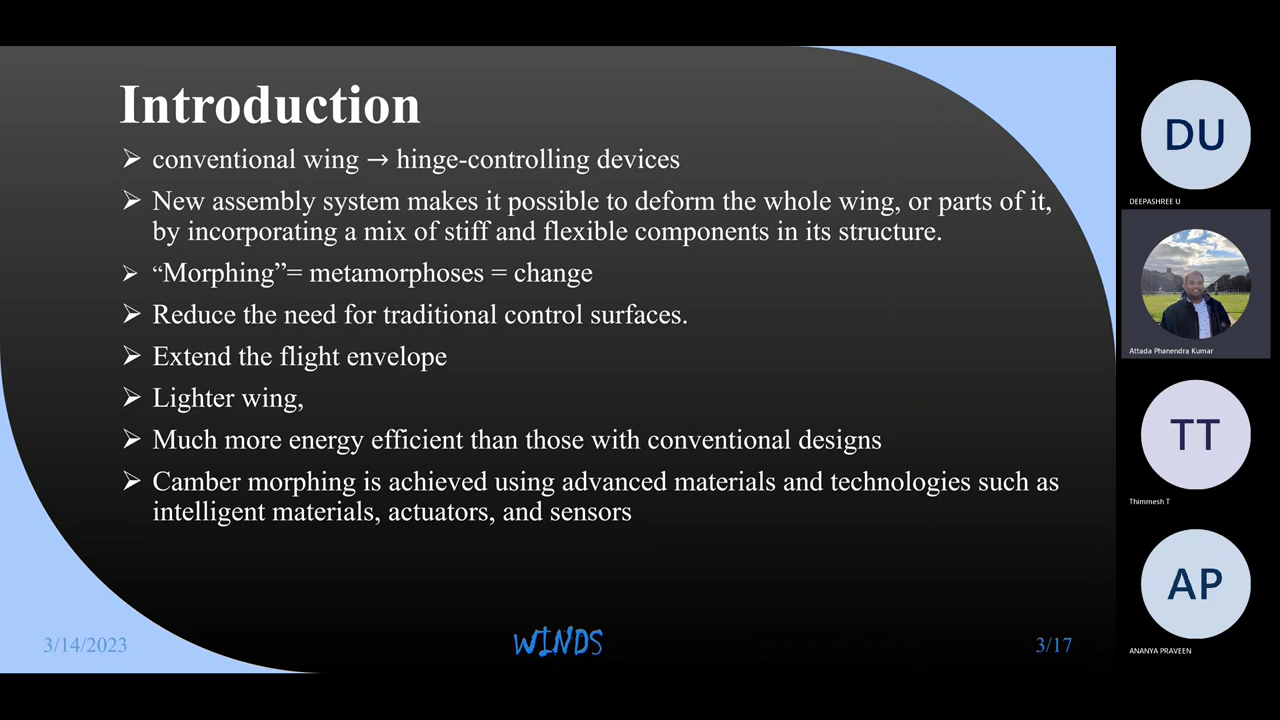 Introduction
➢ conventional wing → hinge-controlling devices
➢ New assembly system makes it possible to deform the whole wing, or parts of it,
by incorporating a mix of stiff and flexible components in its structure.
➢ “Morphing”= metamorphoses = change
➢ Reduce the need for traditional control surfaces.
➢ Extend the flight envelope
➢ Lighter wing,
➢ Much more energy efficient than those with conventional designs
➢ Camber morphing is achieved using advanced materials and technologies such as
intelligent materials, actuators, and sensors
3/14/2023
WINDS
3/17
DU
DEEPASHREE U
Attada Phanendra Kumar
TT
Thimmesh T
AP
ANANYA PRAVEEN